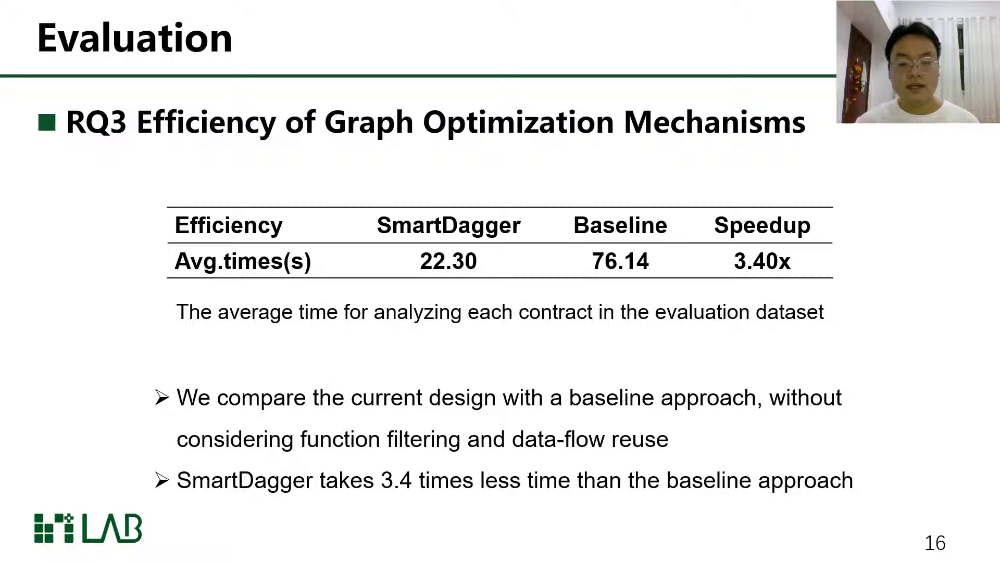 Evaluation
RQ3 Efficiency of Graph Optimization Mechanisms
Efficiency SmartDagger Baseline Speedup
Avg.times(s) 22.30 76.14 3.40x
The average time for analyzing each contract in the evaluation dataset
We compare the current design with a baseline approach, without
considering function filtering and data-flow reuse
SmartDagger takes 3.4 times less time than the baseline approach
LAB
16